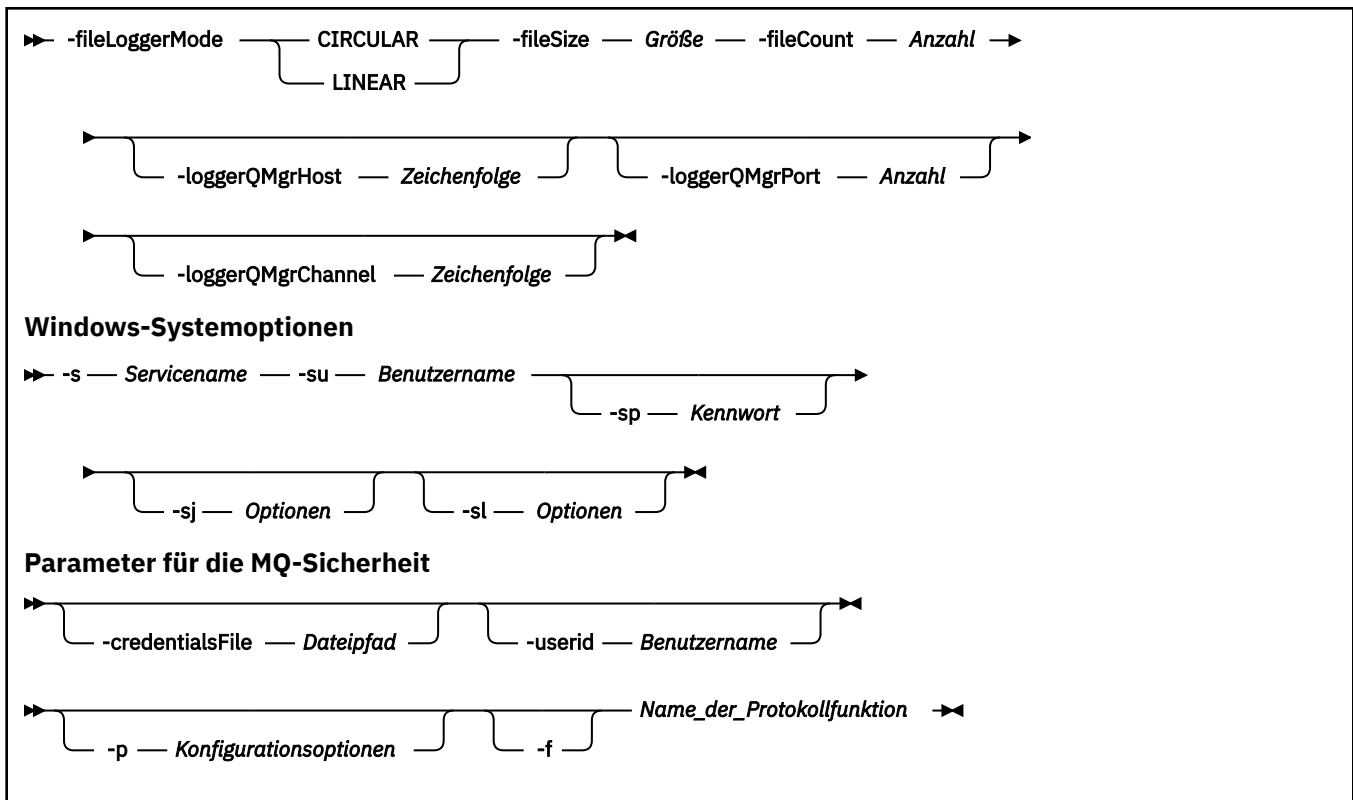 -fileLoggerMode CIRCULAR -fileSize Größe -fileCount Anzahl
LINEAR
-loggerQMgrHost Zeichenfolge -loggerQMgrPort Anzahl
-loggerQMgrChannel Zeichenfolge
Windows-Systemoptionen
-s Servicename -su Benutzername
-sp Kennwort
-sj Optionen -sl Optionen
Parameter für die MQ-Sicherheit
-credentialsFile Dateipfad -userid Benutzername
Name_der_Protokollfunktion
-p Konfigurationsoptionen -f